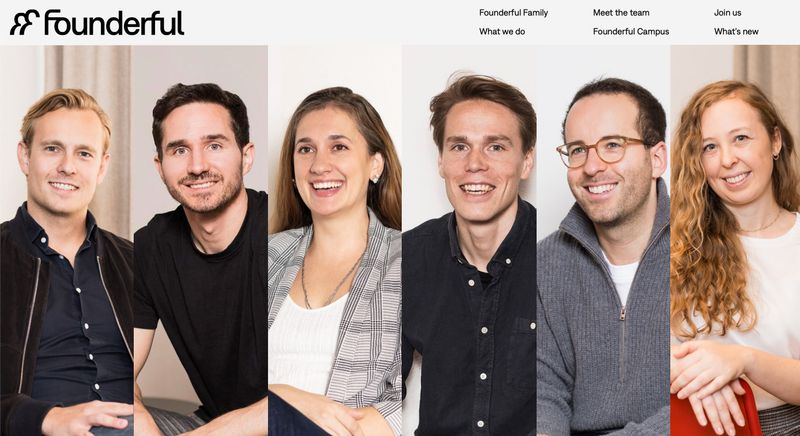 Founderful
Founderful Family
Meet the team
Join us
What we do
Founderful Campus
What's new